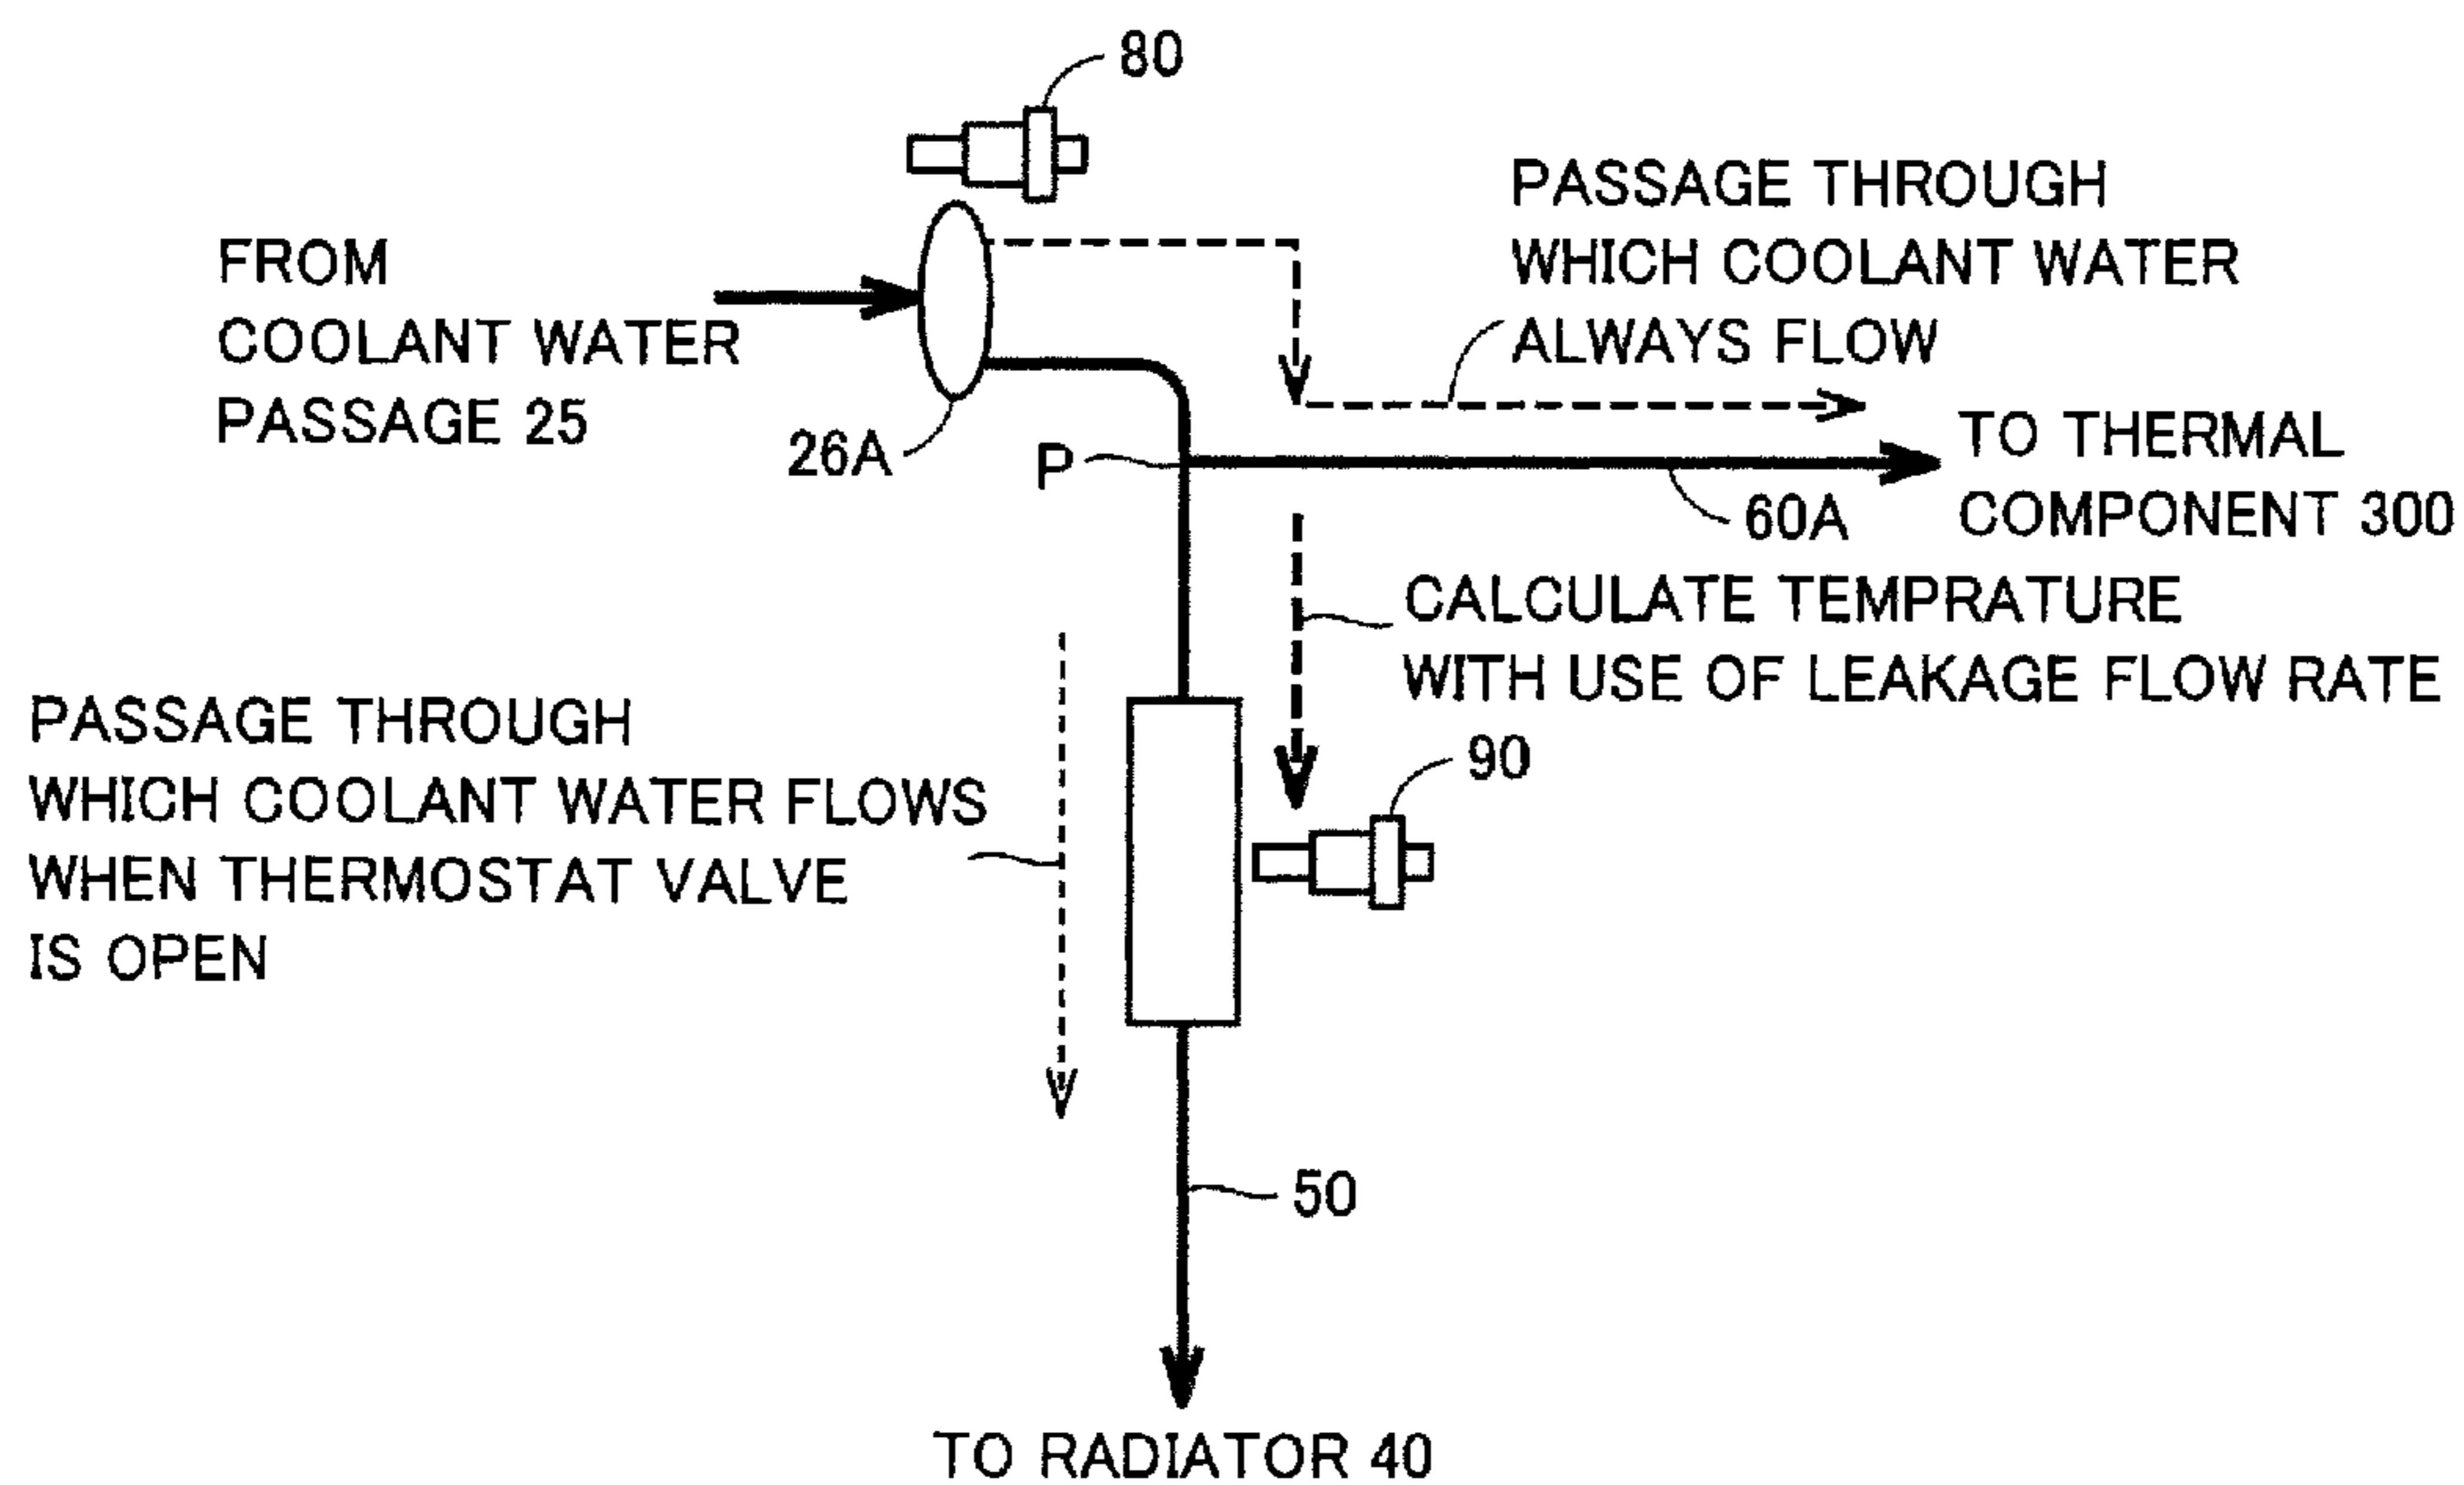 80
PASSAGE THROUGH
WHICH COOLANT WATER
ALWAYS FLOW
FROM
COOLANT WATER
PASSAGE 25
26A
P
TO THERMAL
COMPONENT 300
60A
CALCULATE TEMPRATURE
WITH USE OF LEAKAGE FLOW RATE
PASSAGE THROUGH
WHICH COOLANT WATER FLOWS
WHEN THERMOSTAT VALVE
IS OPEN
90
50
TO RADIATOR 40